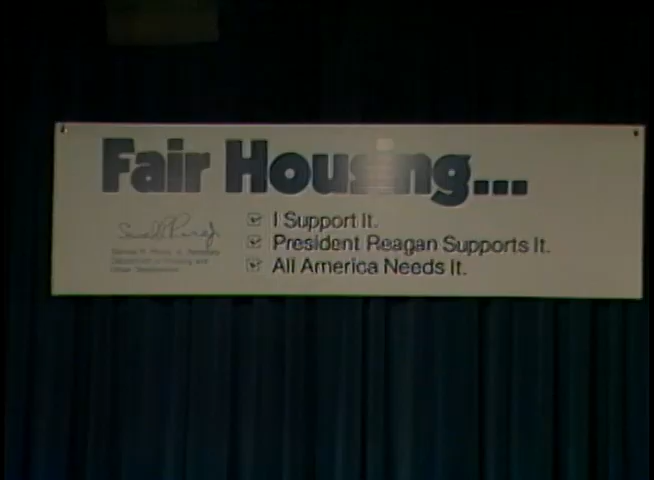 Fair Housing...
I Support It.
President Reagan Supports It.
All America Needs It.